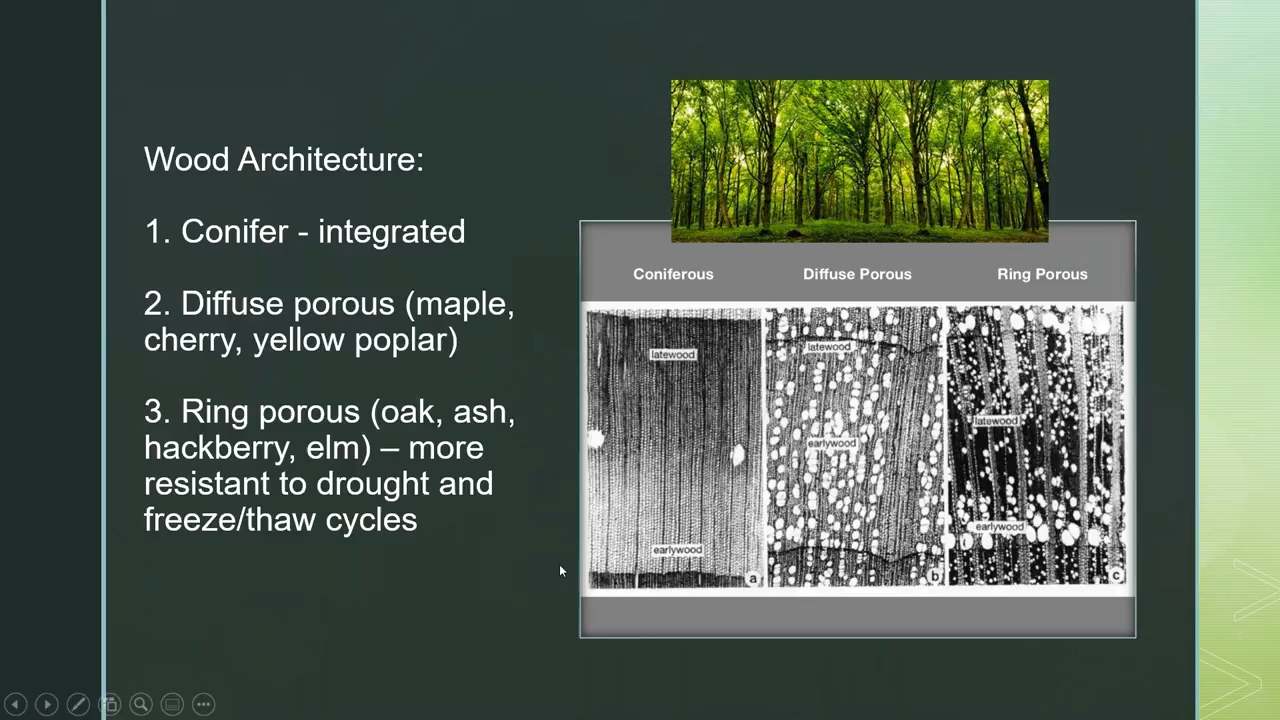 Wood Architecture:
1. Conifer - integrated
2. Diffuse porous (maple,
cherry, yellow poplar)
3. Ring porous (oak, ash,
hackberry, elm) – more
resistant to drought and
freeze/thaw cycles
Coniferous
Diffuse Porous
Ring Porous
latewood
earlywood
a
latewood
earlywood
b
latewood
earlywood
c